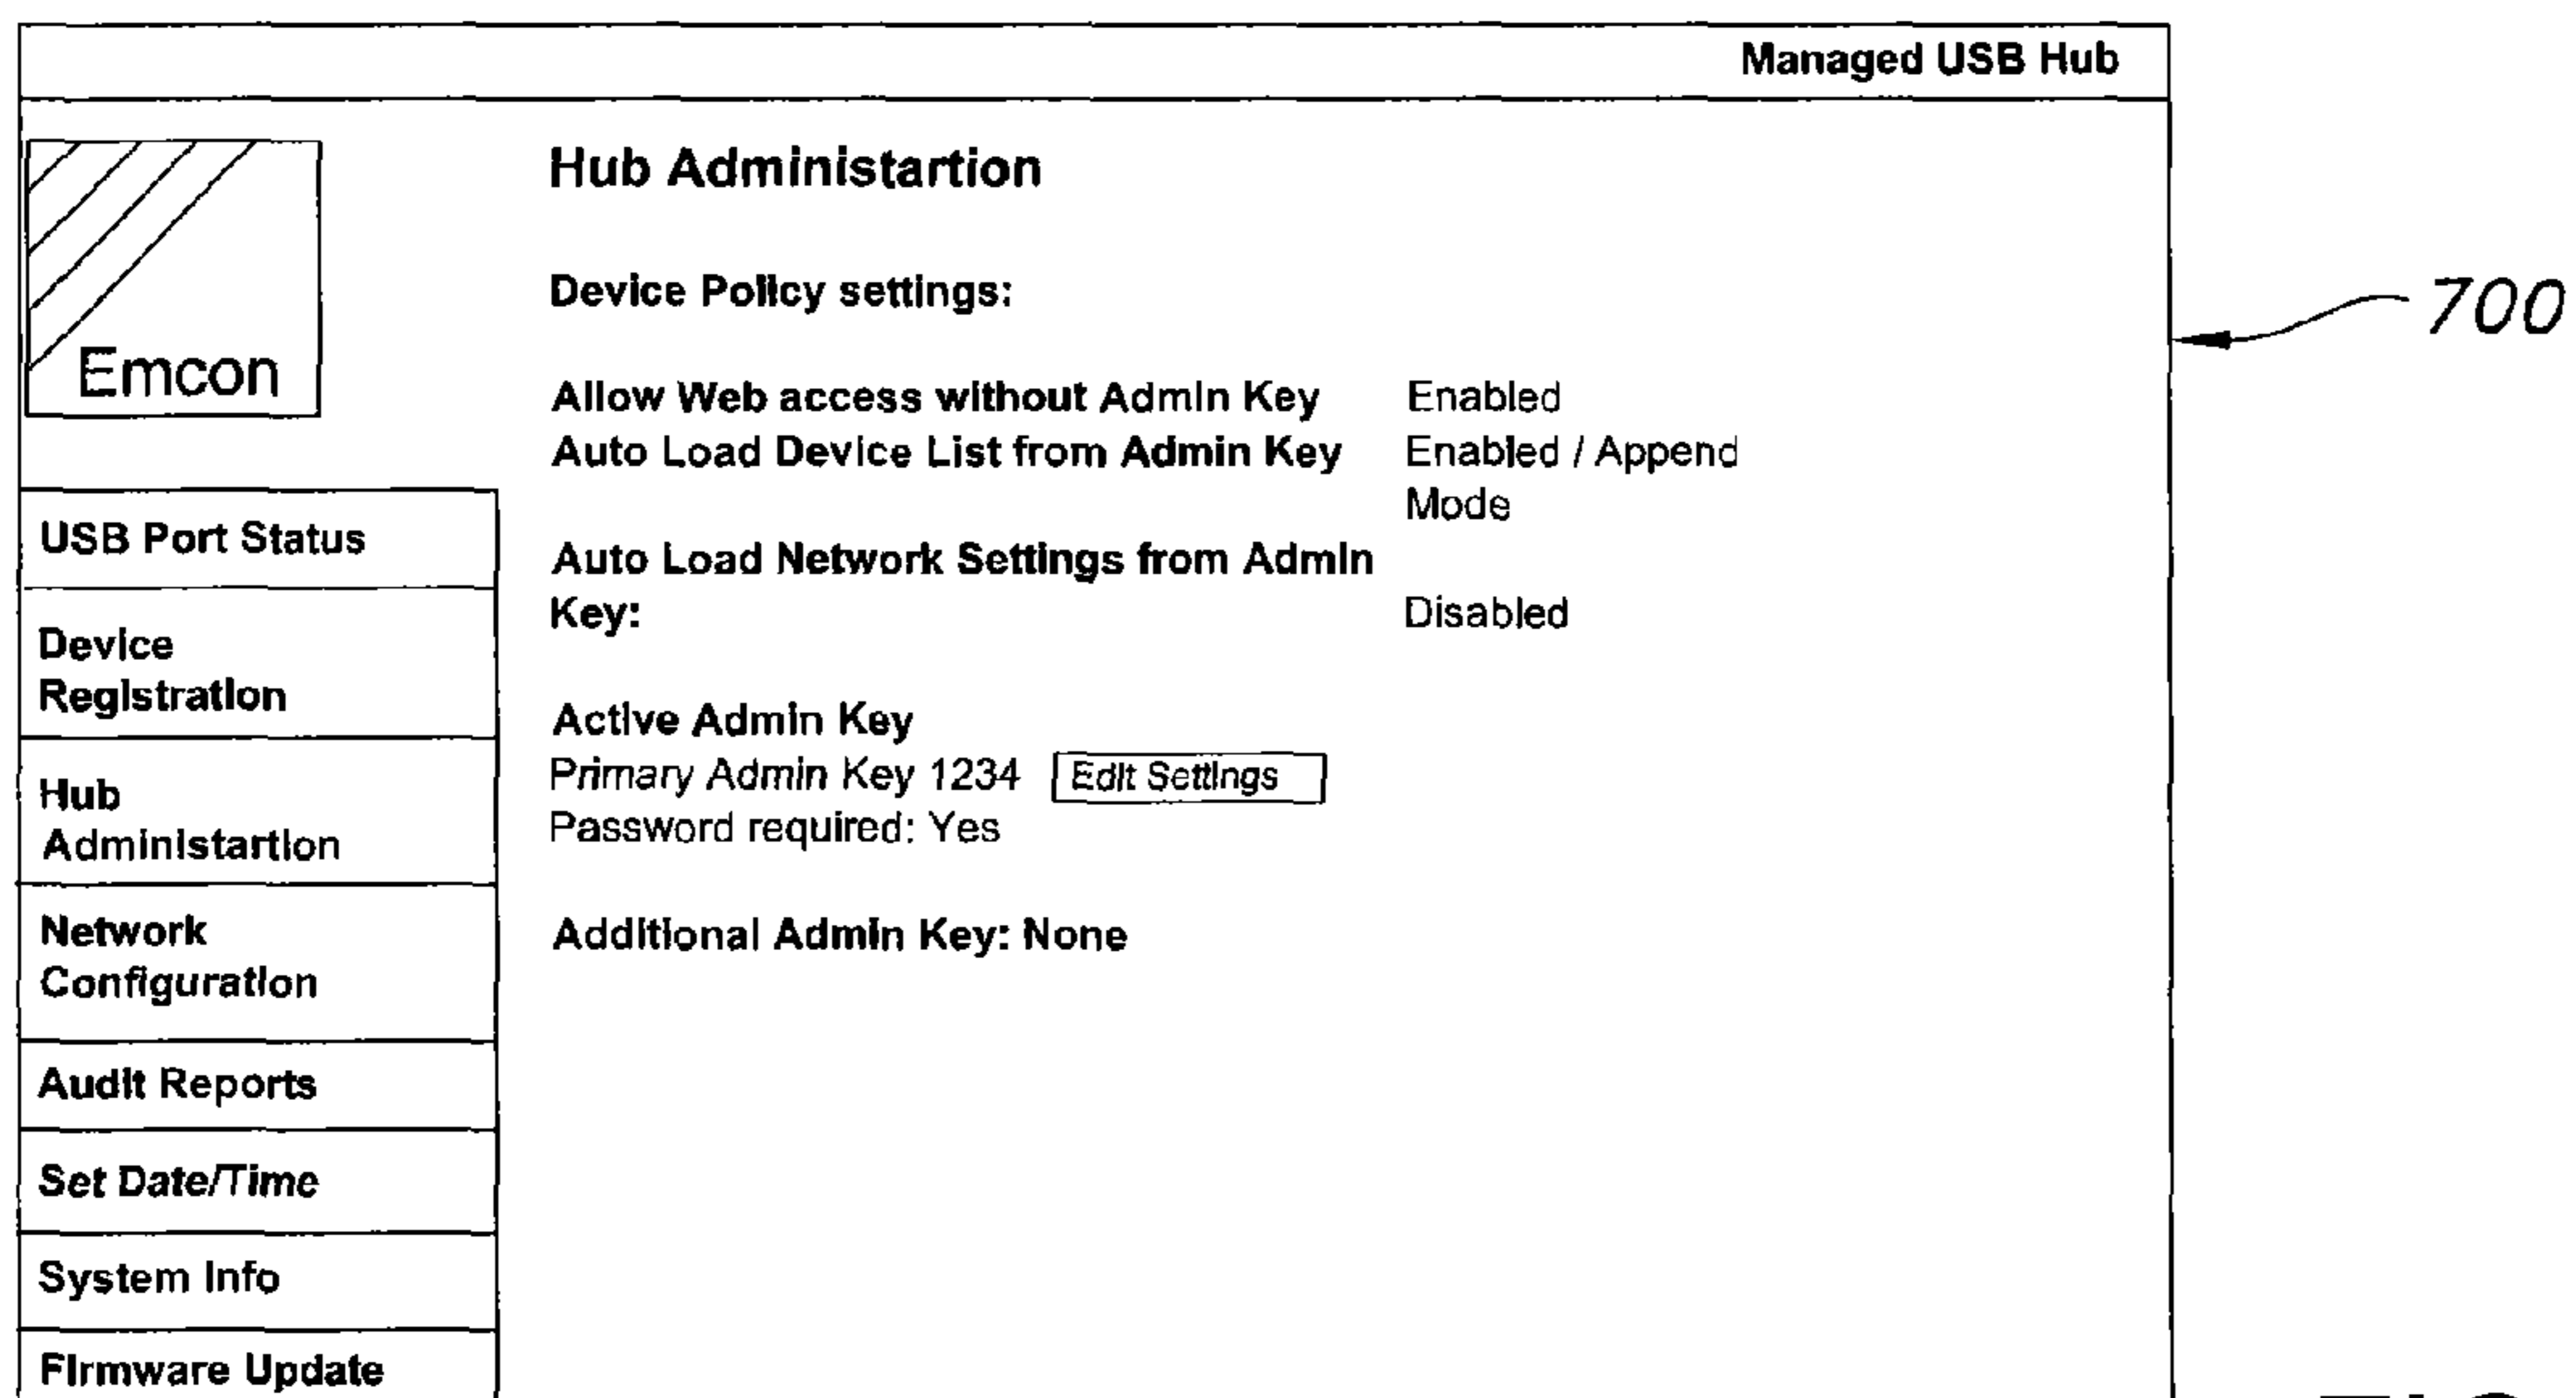 Managed USB Hub
Emcon
Hub Administartion
Device Policy settings:
Allow Web access without Admin Key Enabled
Auto Load Device List from Admin Key Enabled / Append
Mode
Auto Load Network Settings from Admin
Key: Disabled
Active Admin Key
Primary Admin Key 1234 Edit Settings
Password required: Yes
Additional Admin Key: None
USB Port Status
Device
Registration
Hub
Administartion
Network
Configuration
Audit Reports
Set Date/Time
System Info
Firmware Update
700